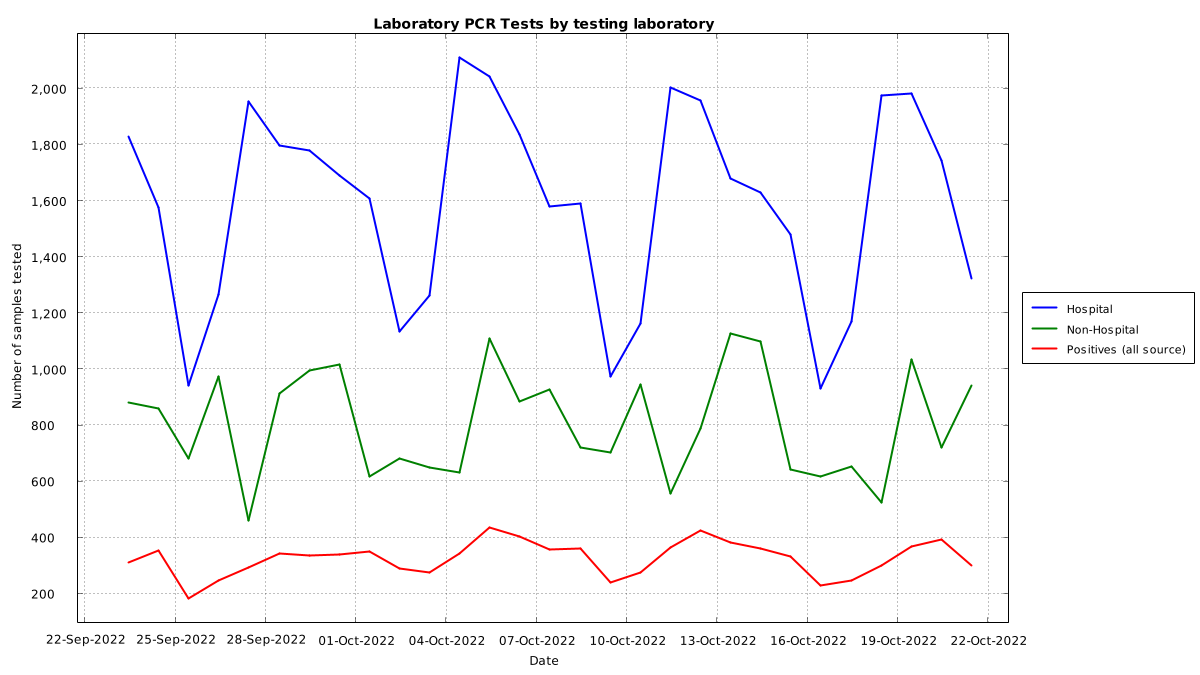 Laboratory PCR Tests by testing laboratory
Number of samples tested
2,000
1,800
1,600
1,400
1,200
1,000
800
600
400
200
22-Sep-2022 25-Sep-2022 28-Sep-2022 01-Oct-2022 04-Oct-2022 07-Oct-2022 10-Oct-2022 13-Oct-2022 16-Oct-2022 19-Oct-2022 22-Oct-2022
Date
Hospital
Non-Hospital
Positives (all source)